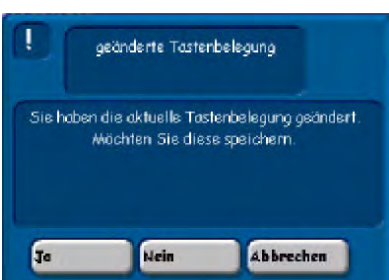 !
geänderte Tastenbelegung
Sie haben die aktuelle Tastenbelegung geändert.
Möchten Sie diese speichern.
Ja
Nein
Abbrechen